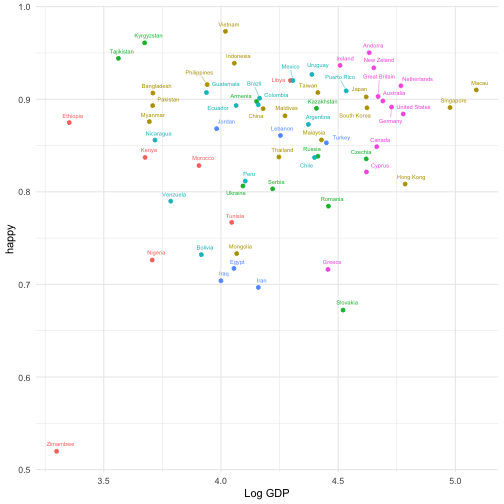 1.0
Vietnam
Kyrgyzstan
Andorra
Tajikistan
Indonesia
Mexico
Uruguay
Ireland
New Zeland
Philippines
Guatemala
Brazil
Libya
Puerto Rico
Great Britain
Netherlands
Macau
Bangladesh
Armenia
Colombia
Taiwan
Japan
Australia
0.9
Pakistan
Ecuador
Maldives
Kazakhstan
Singapore
United States
Ethiopia
Myanmar
China
Argentina
South Korea
Germany
Jordan
Lebanon
Nicaragua
Malaysia
Turkey
Kenya
Morocco
Thailand
Russia
Chile
Czechia
Canada
Cyprus
Peru
Hong Kong
0.8
Venzuela
Ukraine
Serbia
Romania
Tunisia
happy
Nigeria
Bolivia
Mongolia
Egypt
Greece
Iraq
Iran
0.7
Slovakia
0.6
Zimambwe
0.5
3.5
4.0
4.5
5.0
Log GDP